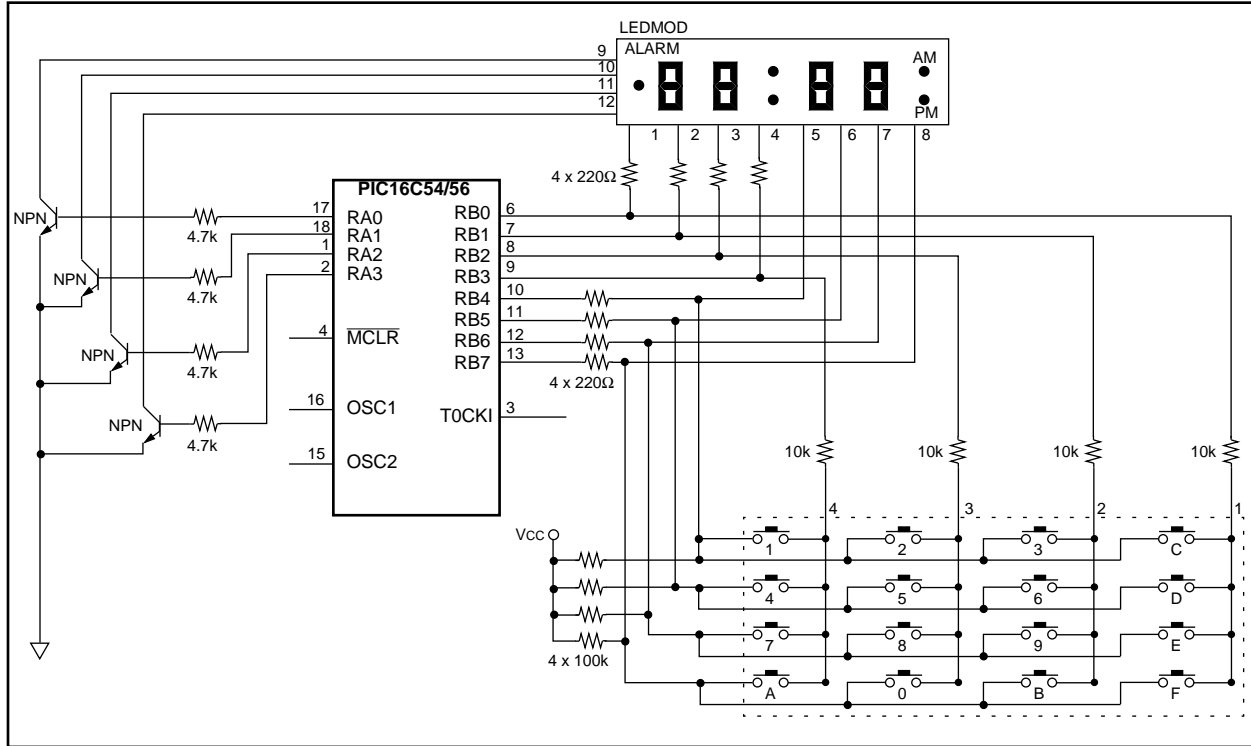 LEDMOD
ALARM
AM
PM
9
10
11
12
1 2 3 4 5 6 7 8
4 x 220Ω
PIC16C54/56
NPN
4.7k
17 RA0
18 RA1
1 RA2
2 RA3
RB0 6
RB1 7
RB2 8
RB3 9
RB4 10
RB5 11
RB6 12
RB7 13
4 x 220Ω
NPN
4.7k
4 MCLR
NPN
4.7k
16 OSC1
T0CKI 3
NPN
4.7k
15 OSC2
10k 10k 10k 10k
4 3 2 1
VCC
4 x 100k
1 2 3 C
4 5 6 D
7 8 9 E
A 0 B F